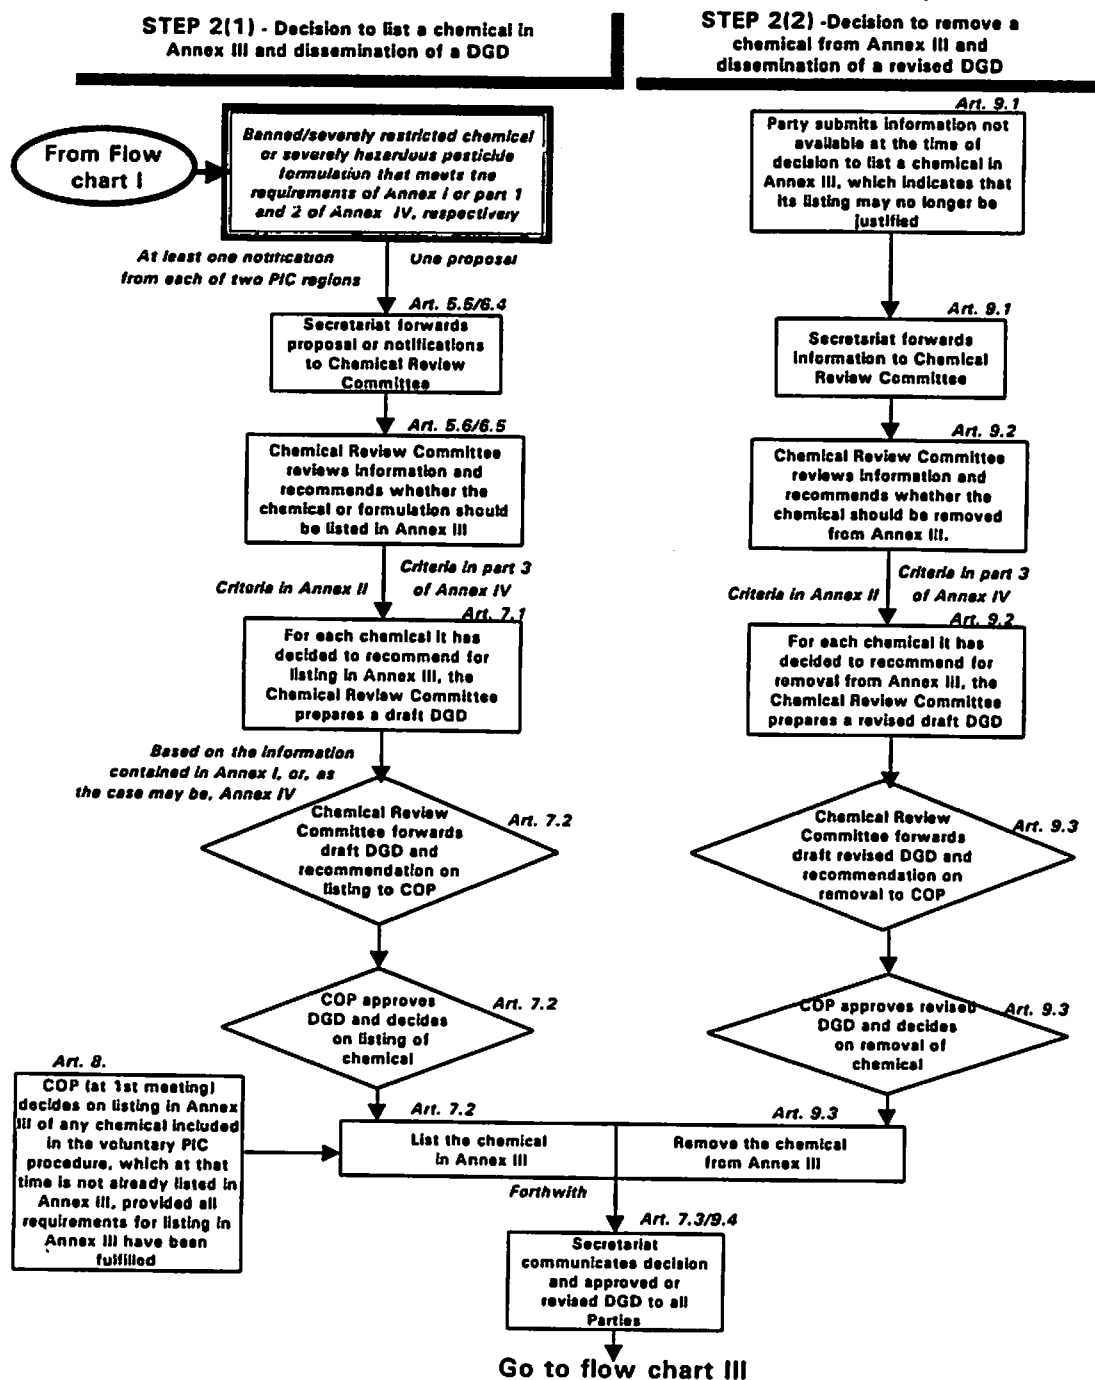 STEP 2(1) - Decision to list a chemical in
Annex III and dissemination of a DGD
STEP 2(2) -Decision to remove a
chemical from Annex III and
dissemination of a revised DGD
From Flow
chart I
Banned/severely restricted chemical
or severely hazardous pesticide
formulation that meets the
requirements of Annex I or part 1
and 2 of Annex IV, respectively
At least one notification
from each of two PIC regions
One proposal
Art. 5.5/6.4
Secretariat forwards
proposal or notifications
to Chemical Review
Committee
Art. 5.6/6.5
Chemical Review Committee
reviews information and
recommends whether the
chemical or formulation should
be listed in Annex III
Criteria in Annex II
Criteria in part 3
of Annex IV
Art. 7.1
For each chemical it has
decided to recommend for
listing in Annex III, the
Chemical Review Committee
prepares a draft DGD
Based on the information
contained in Annex I, or, as
the case may be, Annex IV
Chemical Review
Committee forwards
draft DGD and
recommendation on
listing to COP
Art. 7.2
COP approves
DGD and decides
on listing of
chemical
Art. 7.2
Art. 9.1
Party submits information not
available at the time of
decision to list a chemical in
Annex III, which indicates that
its listing may no longer be
justified
Art. 9.1
Secretariat forwards
information to Chemical
Review Committee
Art. 9.2
Chemical Review Committee
reviews information and
recommends whether the
chemical should be removed
from Annex III.
Criteria in Annex II
Criteria in part 3
of Annex IV
Art. 9.2
For each chemical it has
decided to recommend for
removal from Annex III, the
Chemical Review Committee
prepares a revised draft DGD
Chemical Review
Committee forwards
draft revised DGD and
recommendation on
removal to COP
Art. 9.3
COP approves revised
DGD and decides
on removal of
chemical
Art. 9.3
Art. 8.
COP (at 1st meeting)
decides on listing in Annex
III of any chemical included
in the voluntary PIC
procedure, which at that
time is not already listed in
Annex III, provided all
requirements for listing in
Annex III have been
fulfilled
Art. 7.2
List the chemical
in Annex III
Art. 9.3
Remove the chemical
from Annex III
Forthwith
Art. 7.3/9.4
Secretariat
communicates decision
and approved or
revised DGD to all
Parties
Go to flow chart III